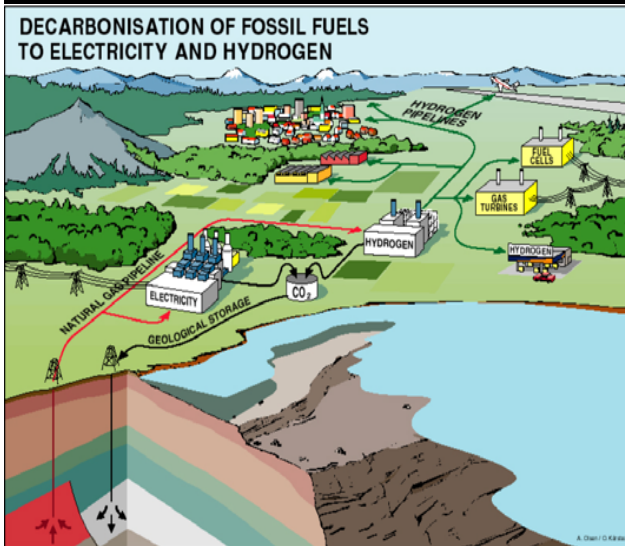 DECARBONISATION OF FOSSIL FUELS
TO ELECTRICITY AND HYDROGEN
HYDROGEN
PIPELINES
FUEL
CELLS
GAS
TURBINES
HYDROGEN
HYDROGEN
NATURAL GAS PIPELINE
ELECTRICITY
CO₂
GEOLOGICAL STORAGE